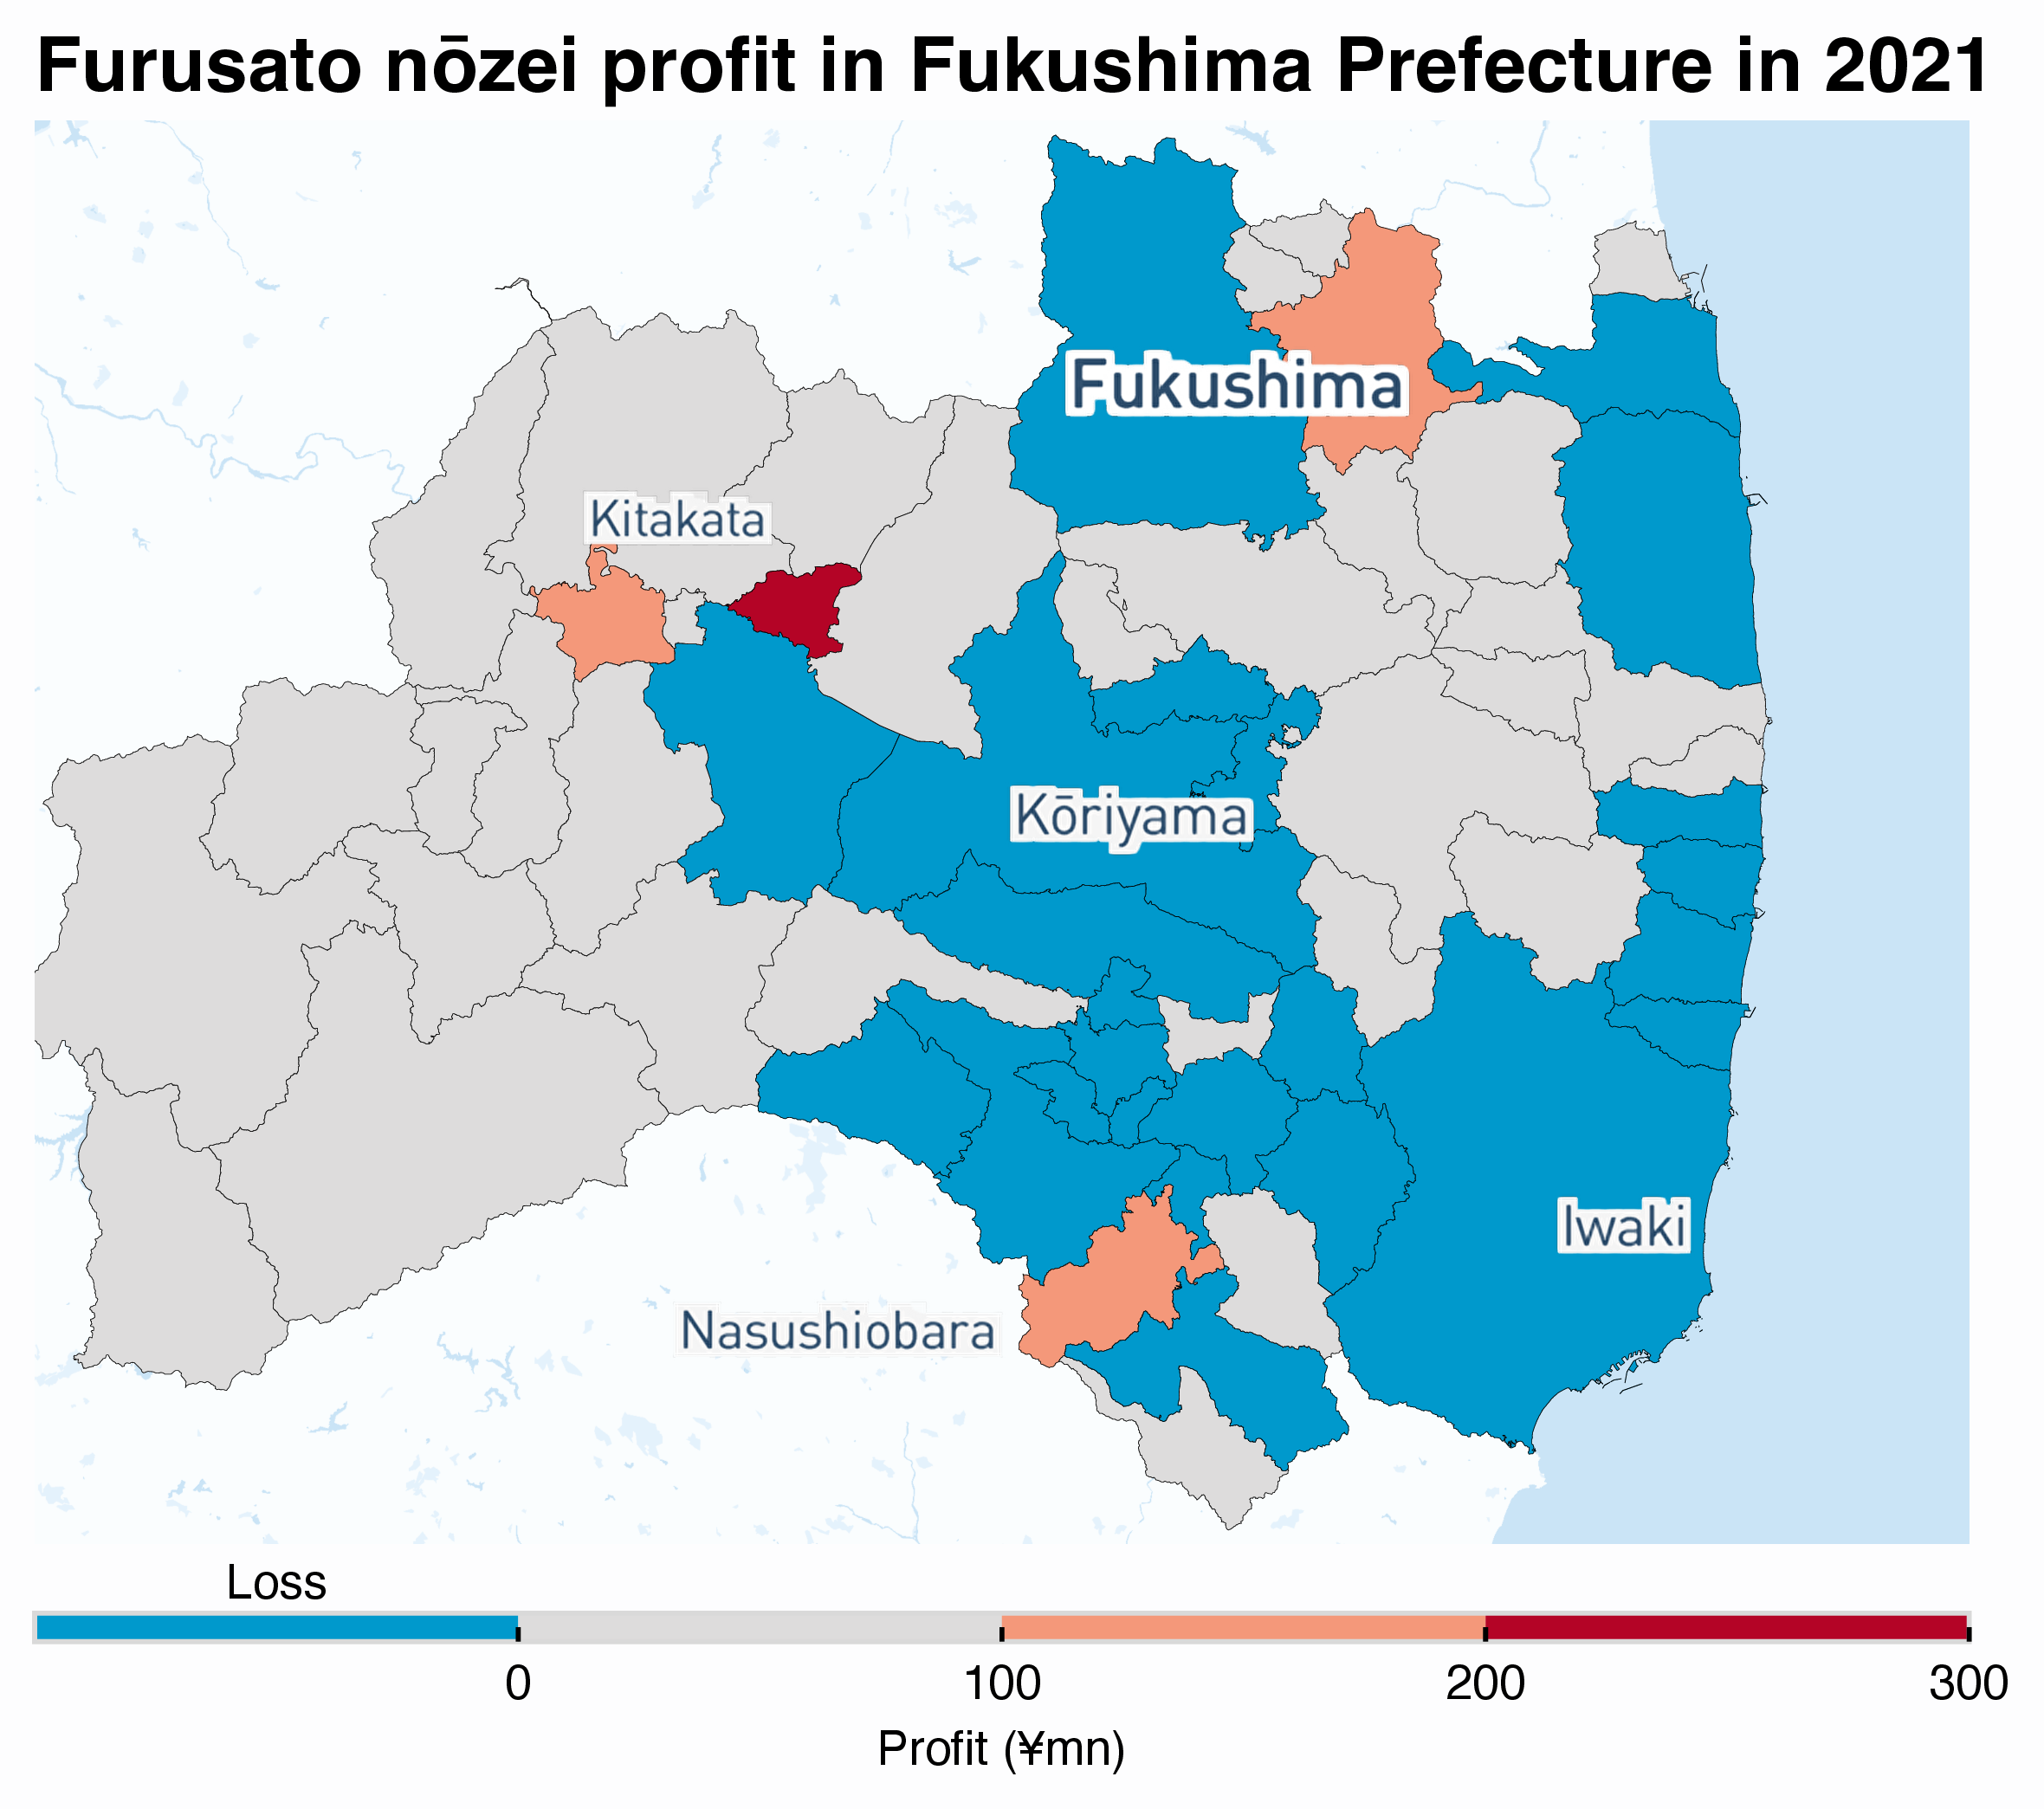 Furusato nōzei profit in Fukushima Prefecture in 2021
Fukushima
Kitakata
Kōriyama
Iwaki
Nasushiobara
Loss
0 100 200 300
Profit (¥mn)